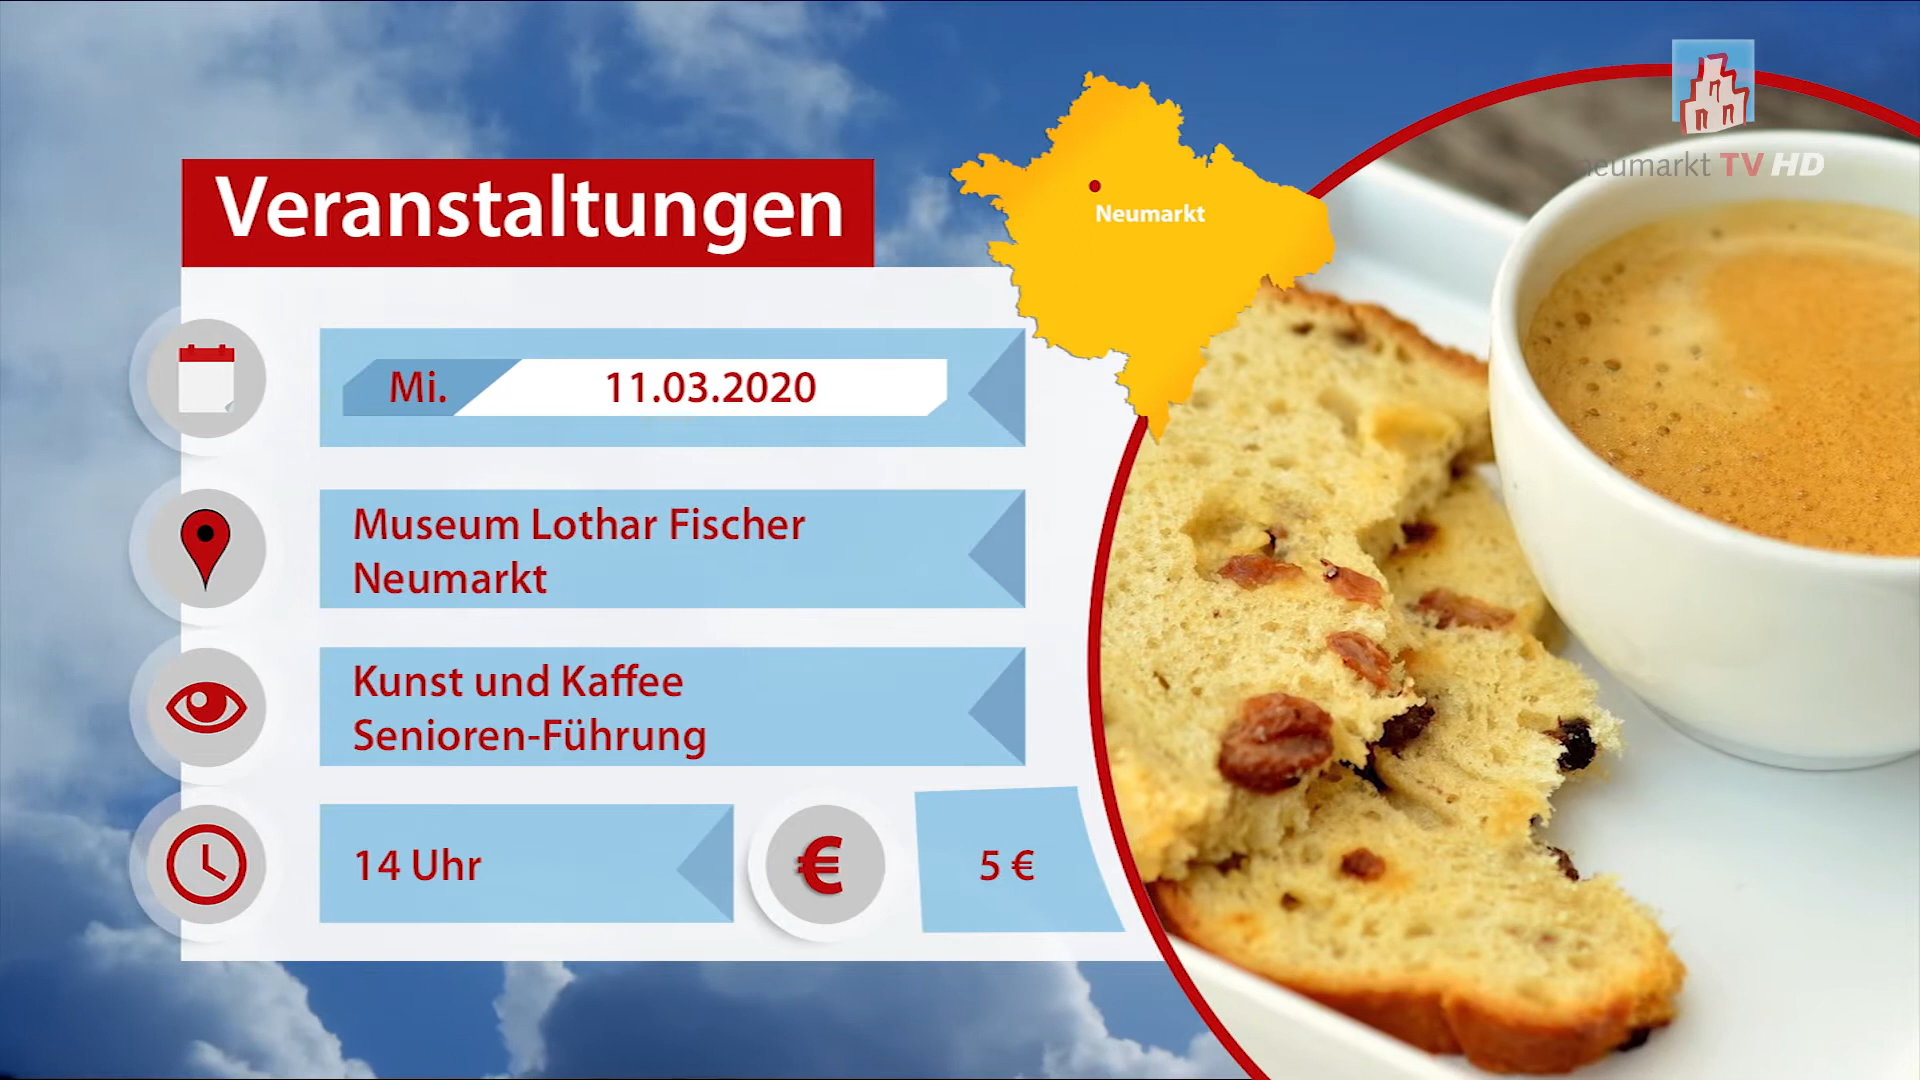 neumarkt TV HD
Veranstaltungen
Neumarkt
Mi. 11.03.2020
Museum Lothar Fischer
Neumarkt
Kunst und Kaffee
Senioren-Führung
14 Uhr
€ 5 €